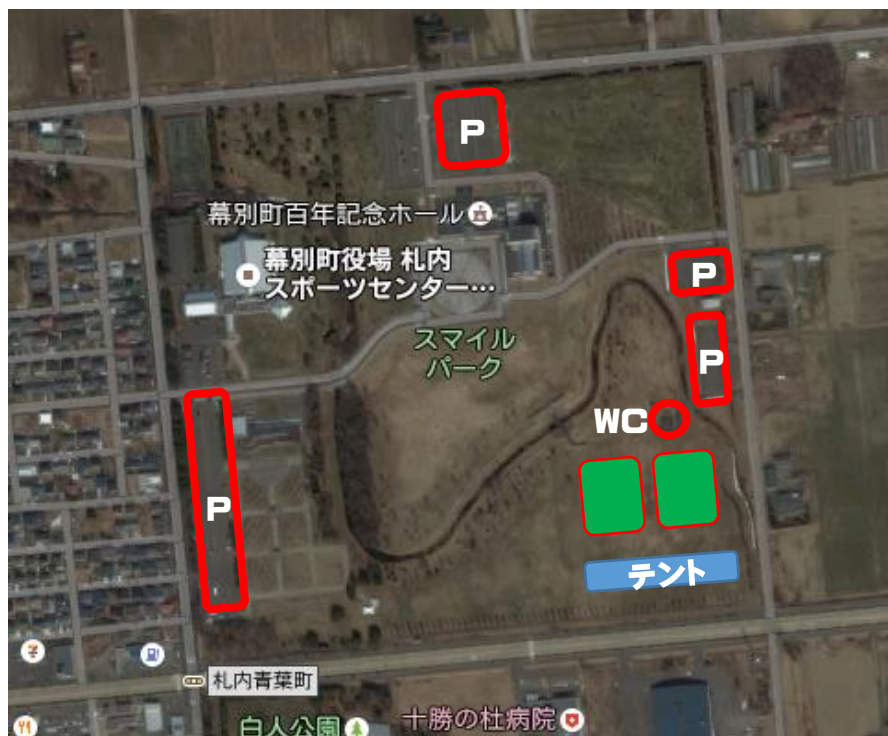 P
幕別町百年記念ホール
幕別町役場 札内
スポーツセンター…
P
スマイル
パーク
P
WC
P
テント
札内青葉町
白人公園
十勝の杜病院